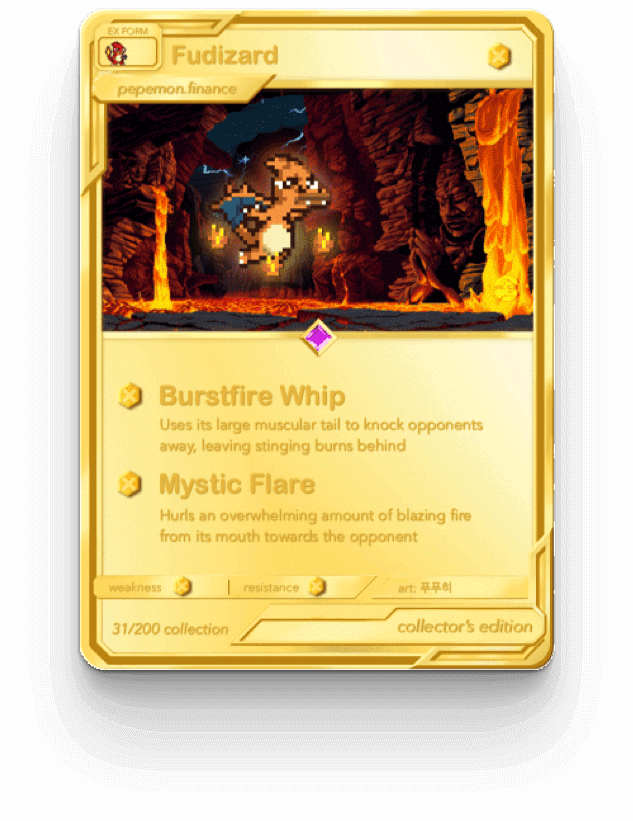 EX FORM
Fudizard
pepemon.finance
Burstfire Whip
Uses its large muscular tail to knock opponents
away, leaving stinging burns behind
Mystic Flare
Hurls an overwhelming amount of blazing fire
from its mouth towards the opponent
weakness | resistance art: 푸푸히
31/200 collection collector's edition